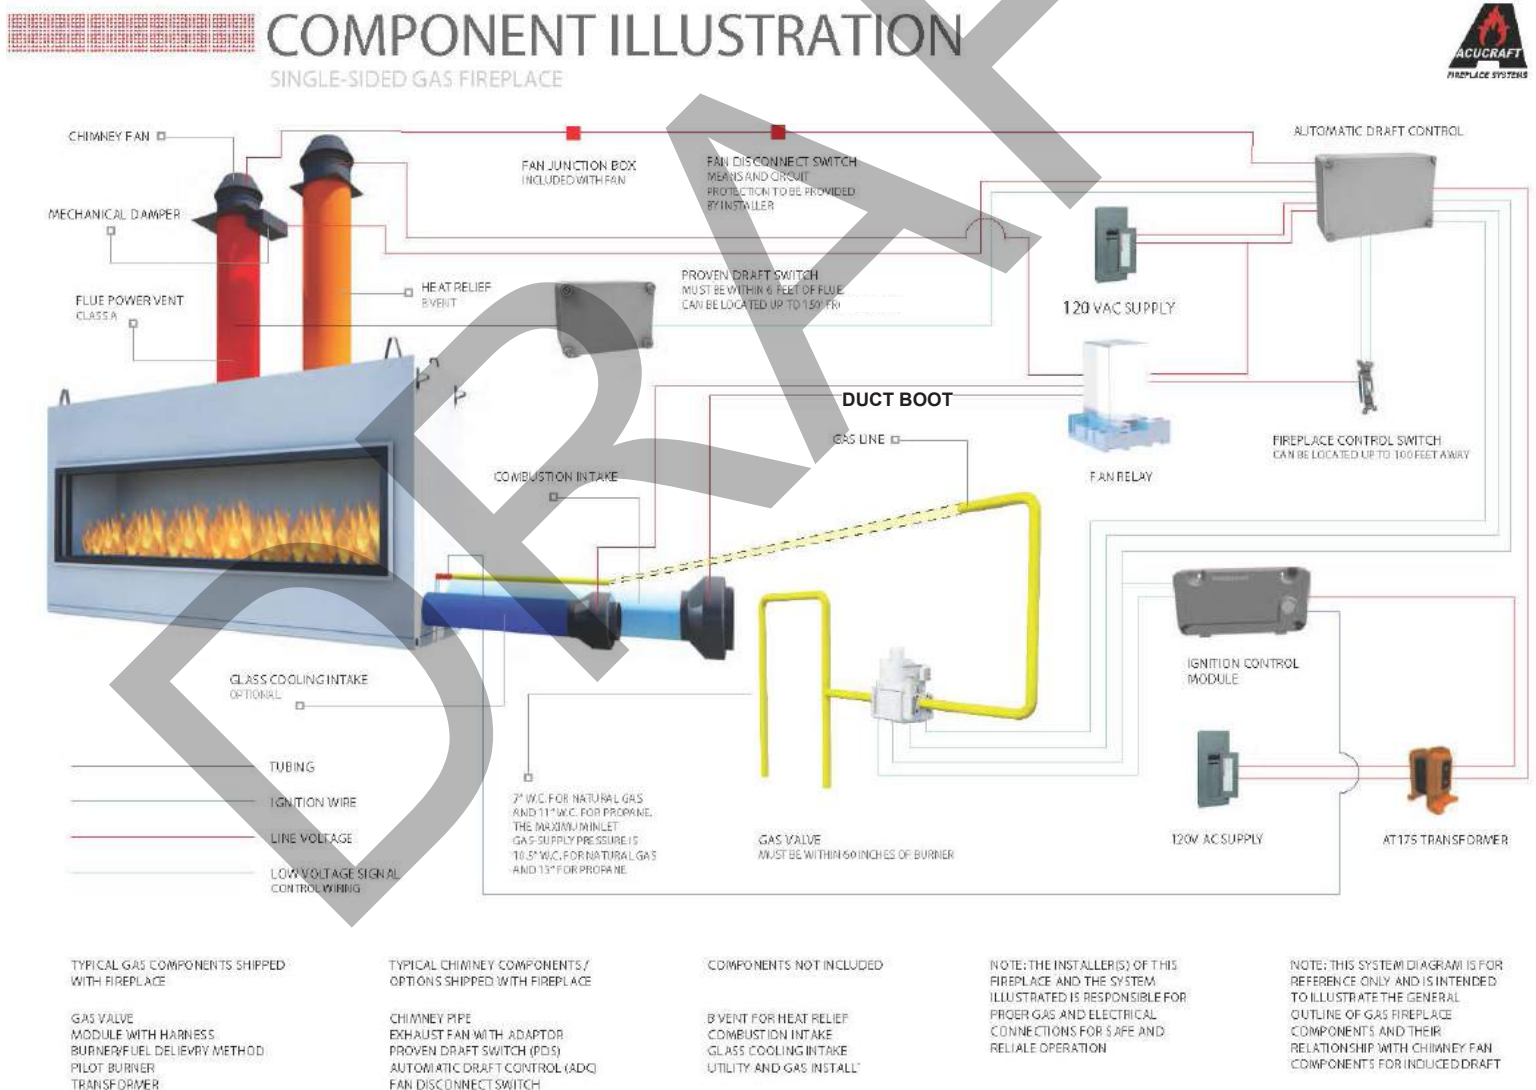 COMPONENT ILLUSTRATION
SINGLE-SIDED GAS FIREPLACE
ACUCRAFT
FIREPLACE SYSTEMS
CHIMNEY FAN
MECHANICAL DAMPER
FLUE POWER VENT
CLASS A
HEAT RELIEF
B VENT
FAN JUNCTION BOX
INCLUDED WITH FAN
FAN DISCONNECT SWITCH
MEANS AND CIRCUIT
PROTECTION TO BE PROVIDED
BY INSTALLER
AUTOMATIC DRAFT CONTROL
PROVEN DRAFT SWITCH
MUST BE WITHIN 6 FEET OF FLUE
CAN BE LOCATED UP TO 150'
120 VAC SUPPLY
DUCT BOOT
GAS LINE
COMBUSTION INTAKE
FAN RELAY
FIREPLACE CONTROL SWITCH
CAN BE LOCATED UP TO 100 FEET AWAY
GLASS COOLING INTAKE
OPTIONAL
IGNITION CONTROL
MODULE
TUBING
IGNITION WIRE
LINE VOLTAGE
LOW VOLTAGE SIGNAL
CONTROL WIRING
7" W.C. FOR NATURAL GAS
AND 11" W.C. FOR PROPANE.
THE MAXIMUM INLET
GAS-SUPPLY PRESSURE IS
10.5" W.C. FOR NATURAL GAS
AND 13" FOR PROPANE
GAS VALVE
MUST BE WITHIN 60 INCHES OF BURNER
120V AC SUPPLY
AT175 TRANSFORMER
TYPICAL GAS COMPONENTS SHIPPED
WITH FIREPLACE
GAS VALVE
MODULE WITH HARNESS
BURNER/FUEL DELIEVRY METHOD
PILOT BURNER
TRANSFORMER
TYPICAL CHIMNEY COMPONENTS /
OPTIONS SHIPPED WITH FIREPLACE
CHIMNEY PIPE
EXHAUST FAN WITH ADAPTOR
PROVEN DRAFT SWITCH (PDS)
AUTOMATIC DRAFT CONTROL (ADC)
FAN DISCONNECT SWITCH
COMPONENTS NOT INCLUDED
B VENT FOR HEAT RELIEF
COMBUSTION INTAKE
GLASS COOLING INTAKE
UTILITY AND GAS INSTALL
NOTE: THE INSTALLER(S) OF THIS
FIREPLACE AND THE SYSTEM
ILLUSTRATED IS RESPONSIBLE FOR
PROER GAS AND ELECTRICAL
CONNECTIONS FOR SAFE AND
RELIALE OPERATION
NOTE: THIS SYSTEM DIAGRAM IS FOR
REFERENCE ONLY AND IS INTENDED
TO ILLUSTRATE THE GENERAL
OUTLINE OF GAS FIREPLACE
COMPONENTS AND THEIR
RELATIONSHIP WITH CHIMNEY FAN
COMPONENTS FOR INDUCED DRAFT